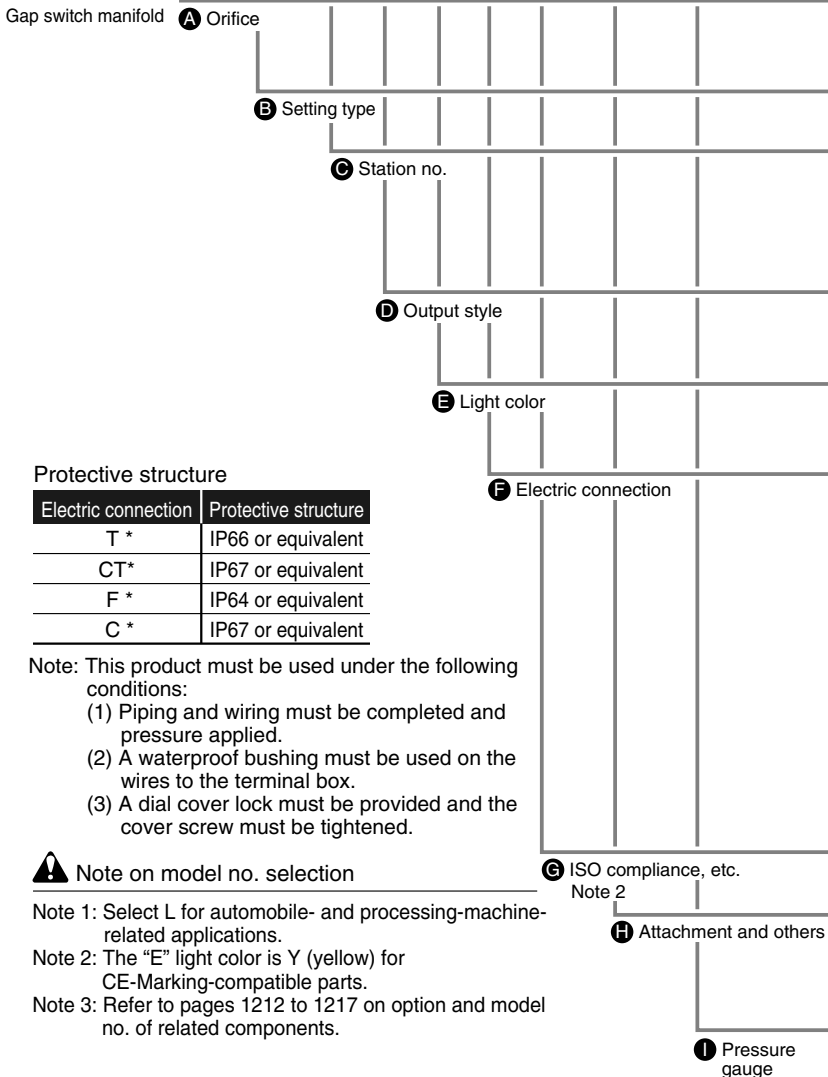 Gap switch manifold
A Orifice
B Setting type
C Station no.
D Output style
E Light color
F Electric connection
Protective structure
Electric connection Protective structure
T * IP66 or equivalent
CT* IP67 or equivalent
F * IP64 or equivalent
C * IP67 or equivalent
Note: This product must be used under the following
conditions:
(1) Piping and wiring must be completed and
pressure applied.
(2) A waterproof bushing must be used on the
wires to the terminal box.
(3) A dial cover lock must be provided and the
cover screw must be tightened.
Note on model no. selection
Note 1: Select L for automobile- and processing-machine-
related applications.
Note 2: The “E” light color is Y (yellow) for
CE-Marking-compatible parts.
Note 3: Refer to pages 1212 to 1217 on option and model
no. of related components.
G ISO compliance, etc.
Note 2
H Attachment and others
I Pressure
gauge